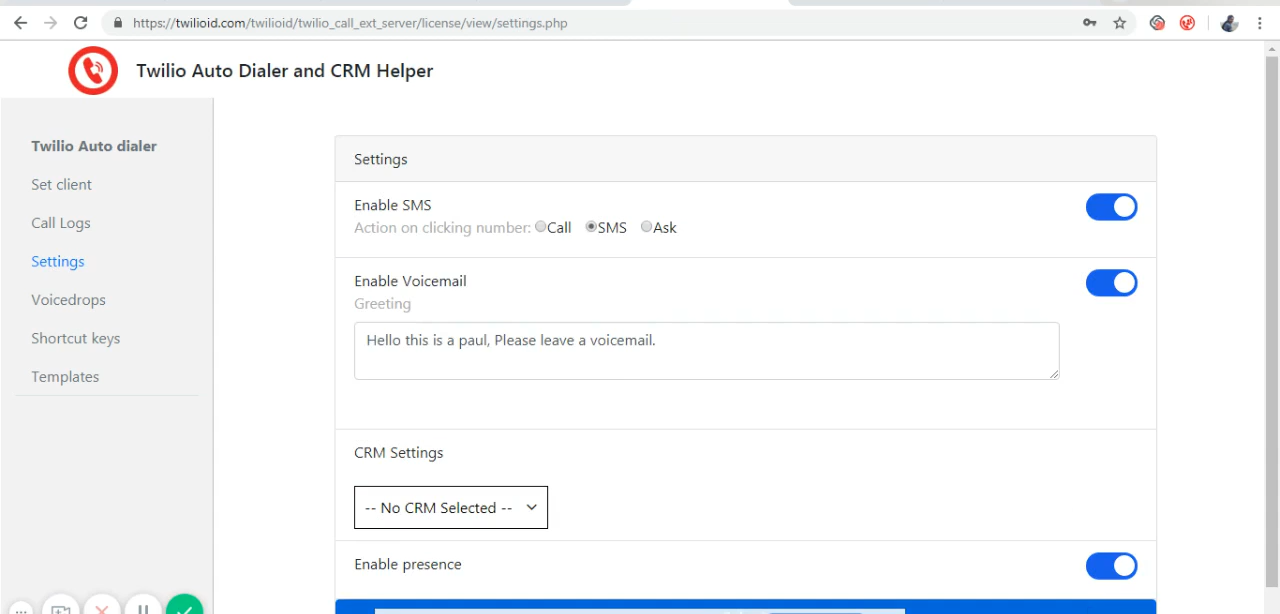 https://twilioid.com/twilioid/twilio_call_ext_server/license/view/settings.php
Twilio Auto Dialer and CRM Helper
Twilio Auto dialer
Set client
Call Logs
Settings
Voicedrops
Shortcut keys
Templates
Settings
Enable SMS
Action on clicking number: Call SMS Ask
Enable Voicemail
Greeting
Hello this is a paul, Please leave a voicemail.
CRM Settings
-- No CRM Selected --
Enable presence